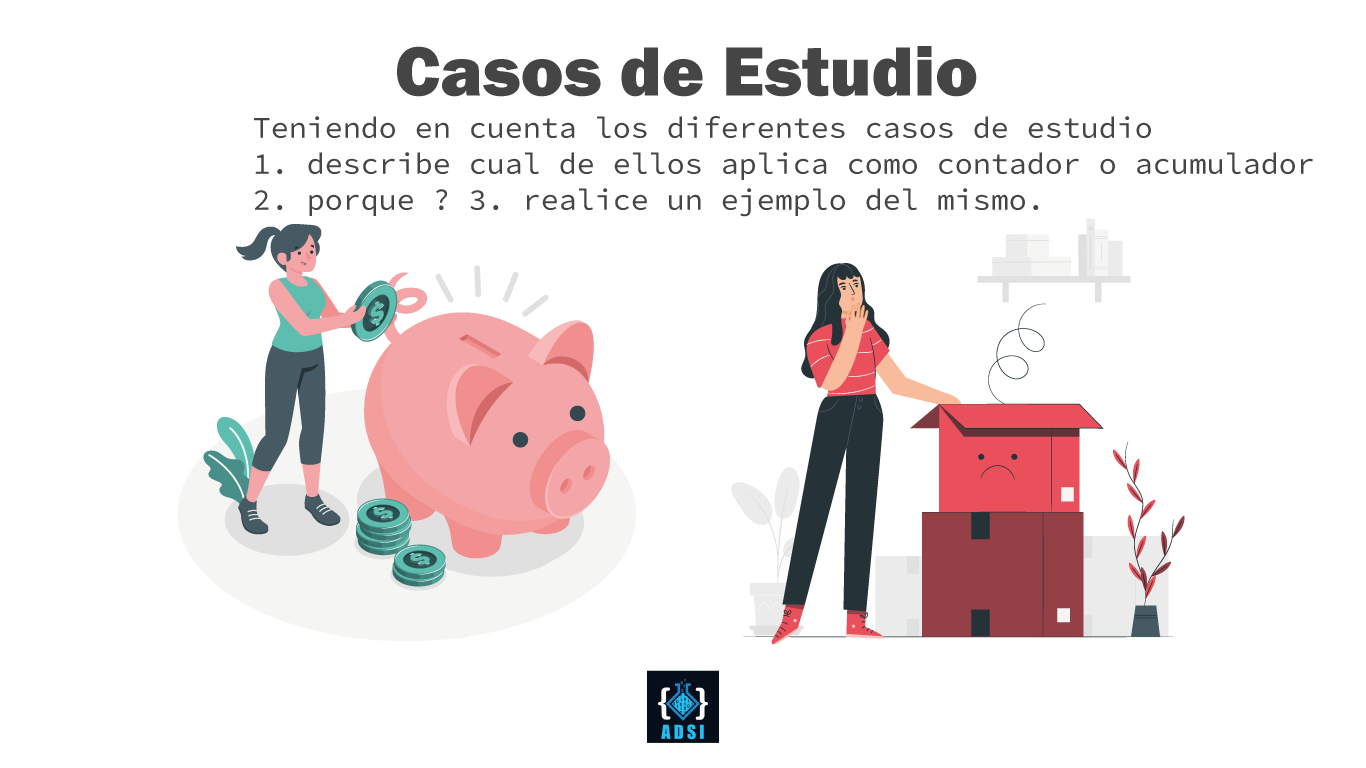 Casos de Estudio
Teniendo en cuenta los diferentes casos de estudio
1. describe cual de ellos aplica como contador o acumulador
2. porque ? 3. realice un ejemplo del mismo.
$
$
$
{ }
ADSI